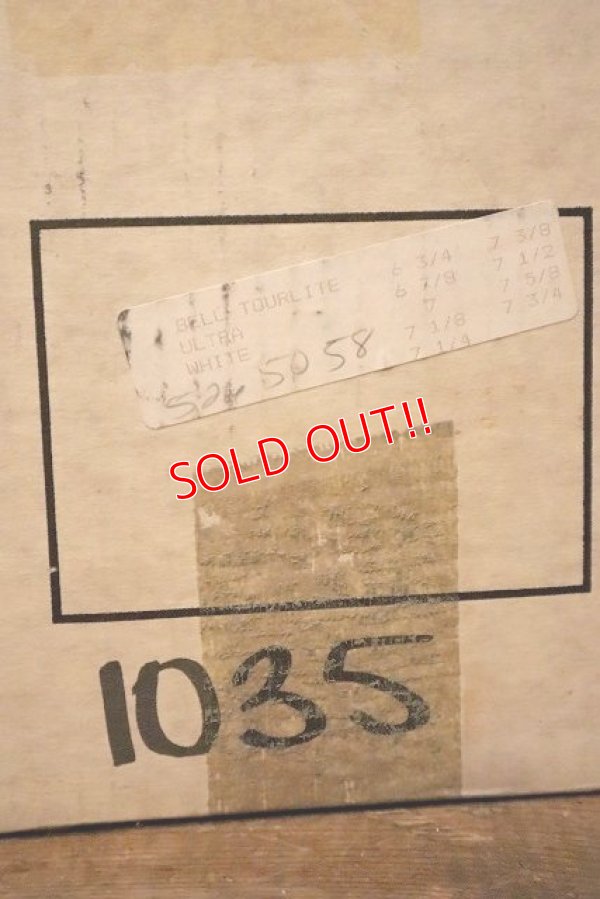 BELL TOURLITE
ULTRA
WHITE
6 3/4 7 3/8
6 7/8 7 1/2
7 7 5/8
7 1/8 7 3/4
7 1/4
50 58
SOLD OUT!!
1035